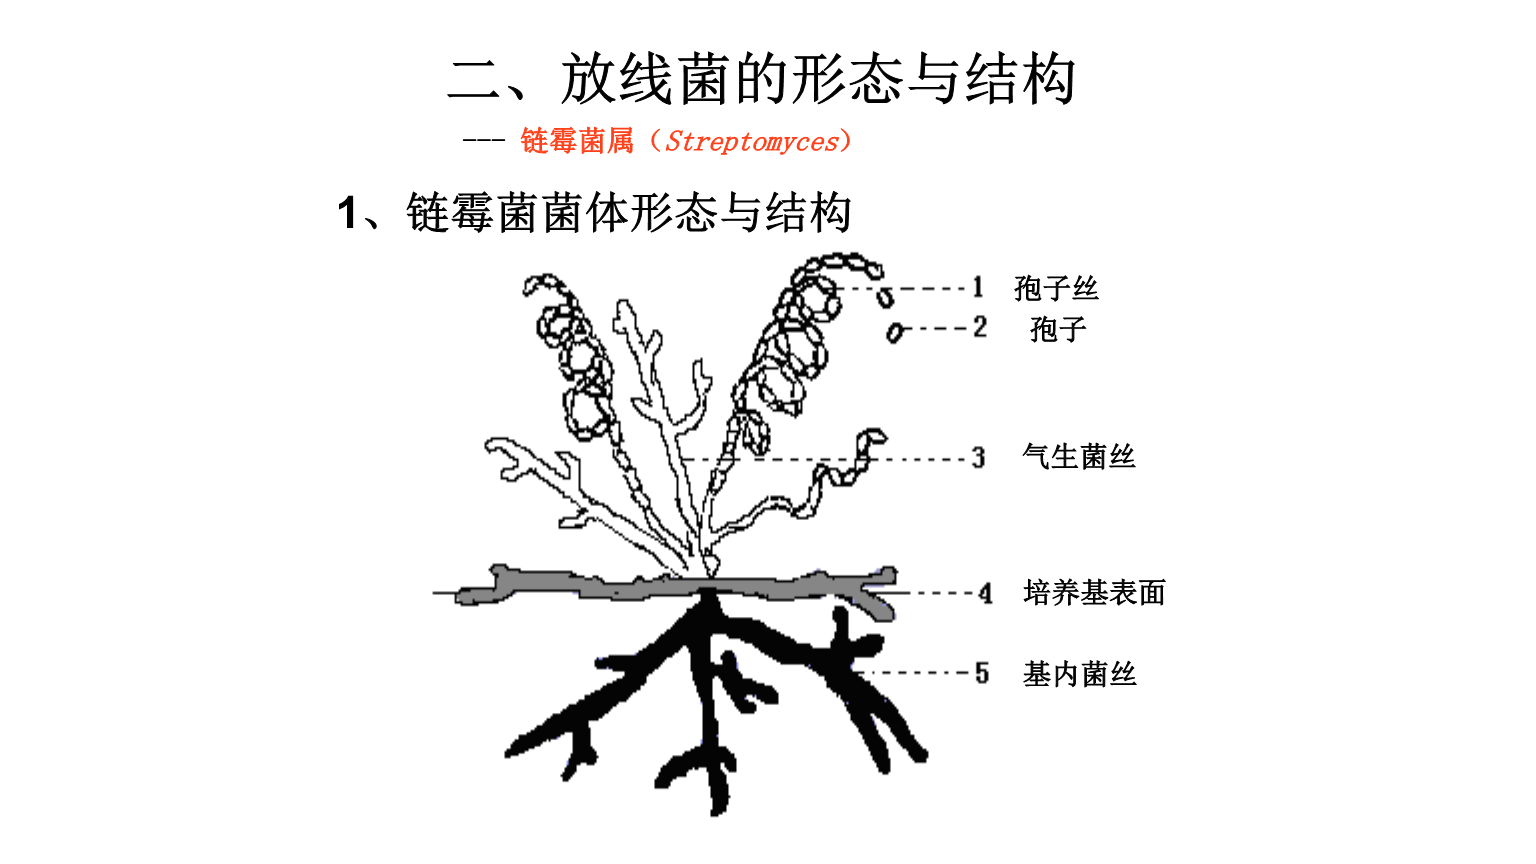 二、放线菌的形态与结构
--- 链霉菌属（Streptomyces）
1、链霉菌菌体形态与结构
1 孢子丝
2 孢子
3 气生菌丝
4 培养基表面
5 基内菌丝